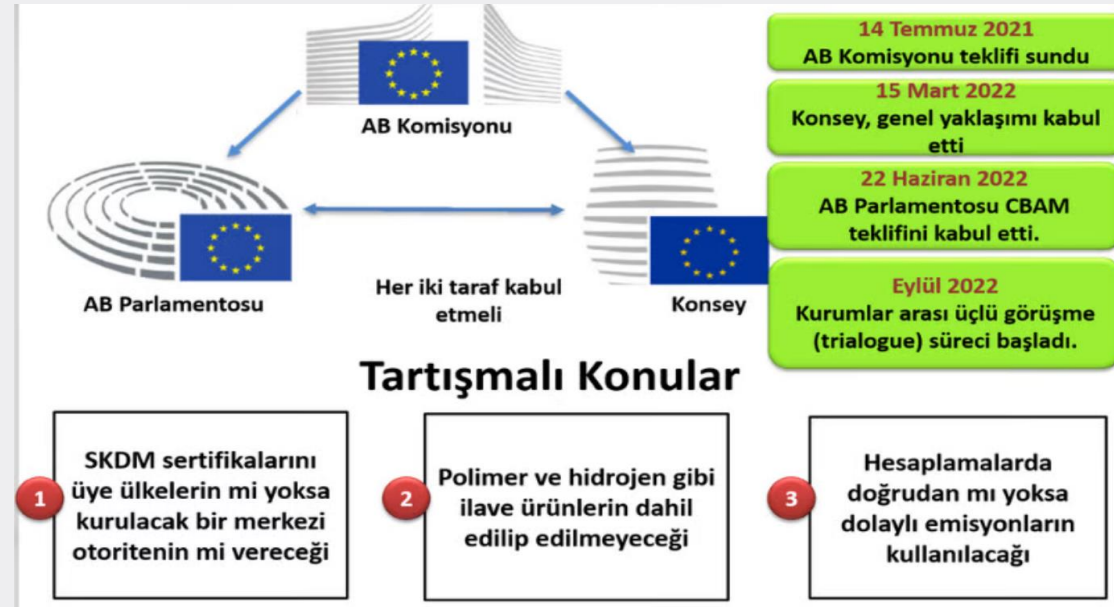 AB Komisyonu
AB Parlamentosu
Her iki taraf kabul
etmeli
Konsey
14 Temmuz 2021
AB Komisyonu teklifi sundu
15 Mart 2022
Konsey, genel yaklaşımı kabul
etti
22 Haziran 2022
AB Parlamentosu CBAM
teklifini kabul etti.
Eylül 2022
Kurumlar arası üçlü görüşme
(trialogue) süreci başladı.
Tartışmalı Konular
1
SKDM sertifikalarını
üye ülkelerin mi yoksa
kurulacak bir merkezi
otoritenin mi vereceği
2
Polimer ve hidrojen gibi
ilave ürünlerin dahil
edilip edilmeyeceği
3
Hesaplamalarda
doğrudan mı yoksa
dolaylı emisyonların
kullanılacağı